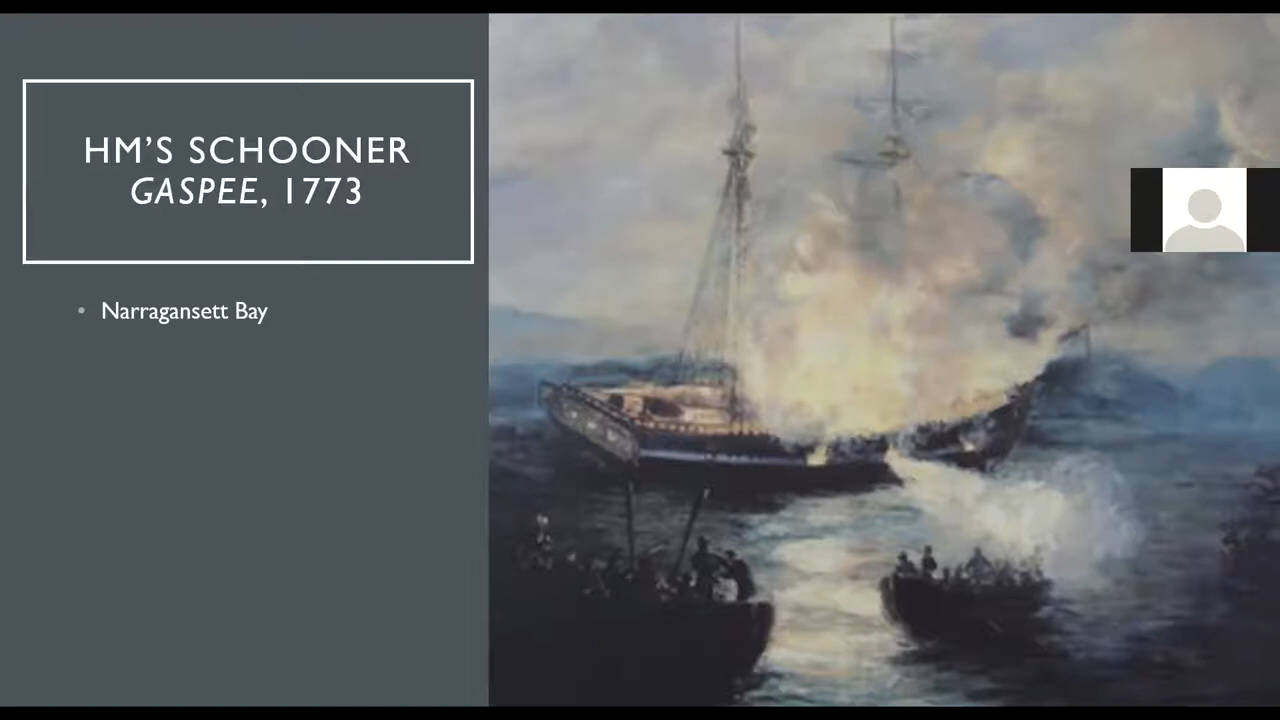 HM'S SCHOONER
GASPEE, 1773
• Narragansett Bay